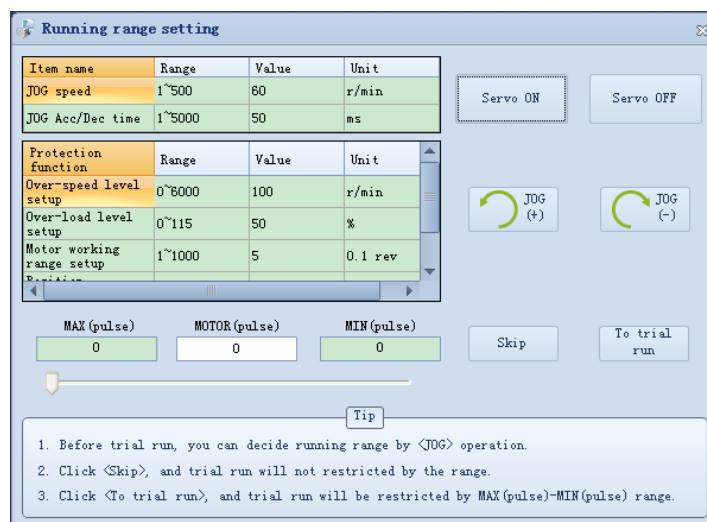 Running range setting
Item name Range Value Unit
JOG speed 1~500 60 r/min
JOG Acc/Dec time 1~5000 50 ms
Servo ON
Servo OFF
Protection
function Range Value Unit
Over-speed level
setup 0~6000 100 r/min
Over-load level
setup 0~115 50 %
Motor working
range setup 1~1000 5 0.1 rev
JOG
(+)
JOG
(-)
MAX(pulse) MOTOR(pulse) MIN(pulse)
0 0 0
Skip
To trial
run
Tip
1. Before trial run, you can decide running range by <JOG> operation.
2. Click <Skip>, and trial run will not restricted by the range.
3. Click <To trial run>, and trial run will be restricted by MAX(pulse)-MIN(pulse) range.